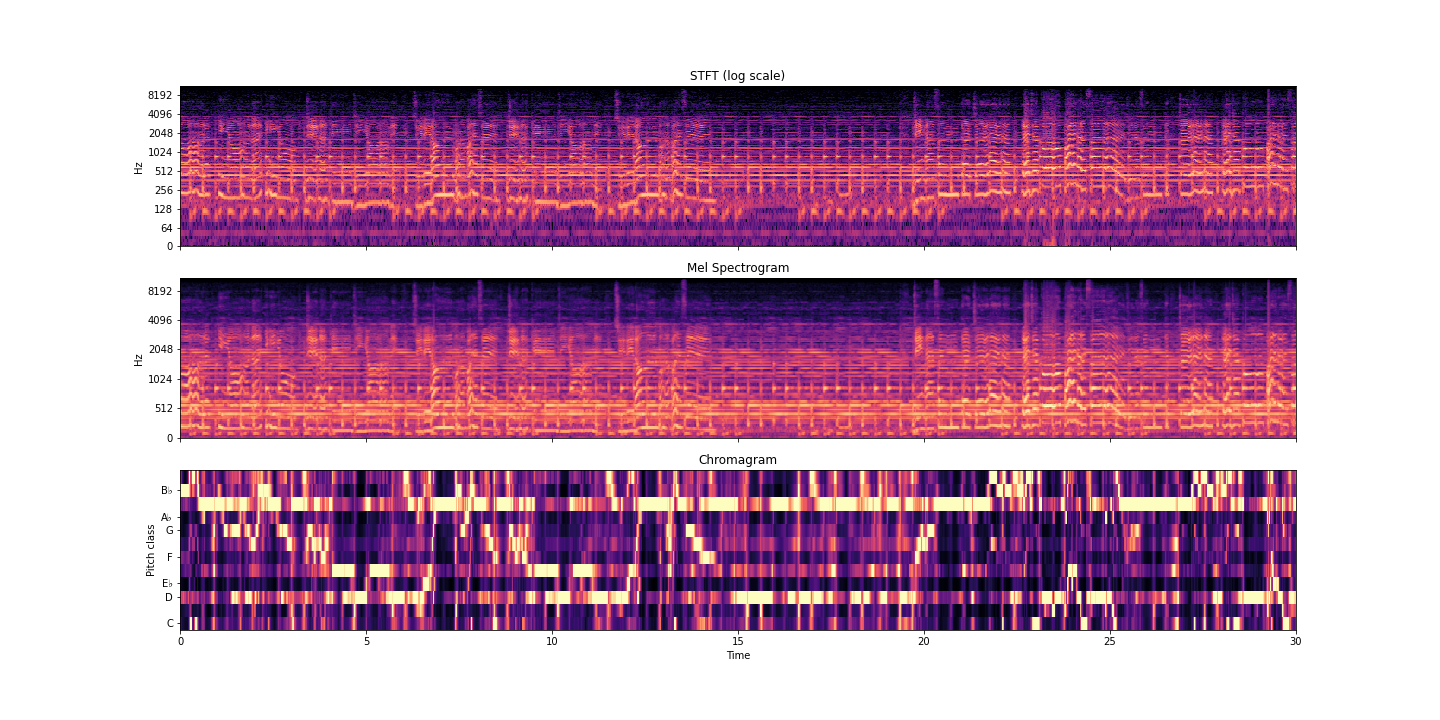 STFT (log scale)
8192
4096
2048
1024
512
256
128
64
0
Hz
Mel Spectrogram
8192
4096
2048
1024
512
0
Hz
Chromagram
B♭
A♭
G
F
E♭
D
C
Pitch class
0 5 10 15 20 25 30
Time